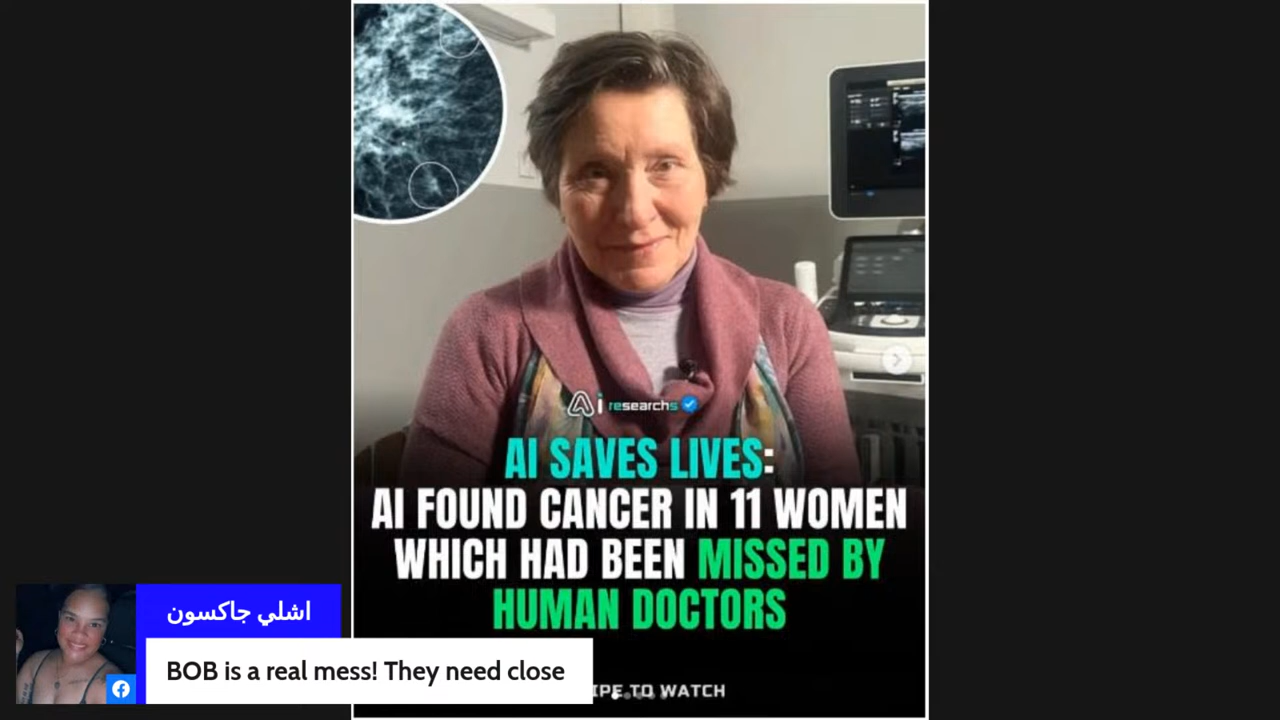 Ai researchs
AI SAVES LIVES:
AI FOUND CANCER IN 11 WOMEN
WHICH HAD BEEN MISSED BY
HUMAN DOCTORS
اشلي جاكسون
BOB is a real mess! They need close
TO WATCH